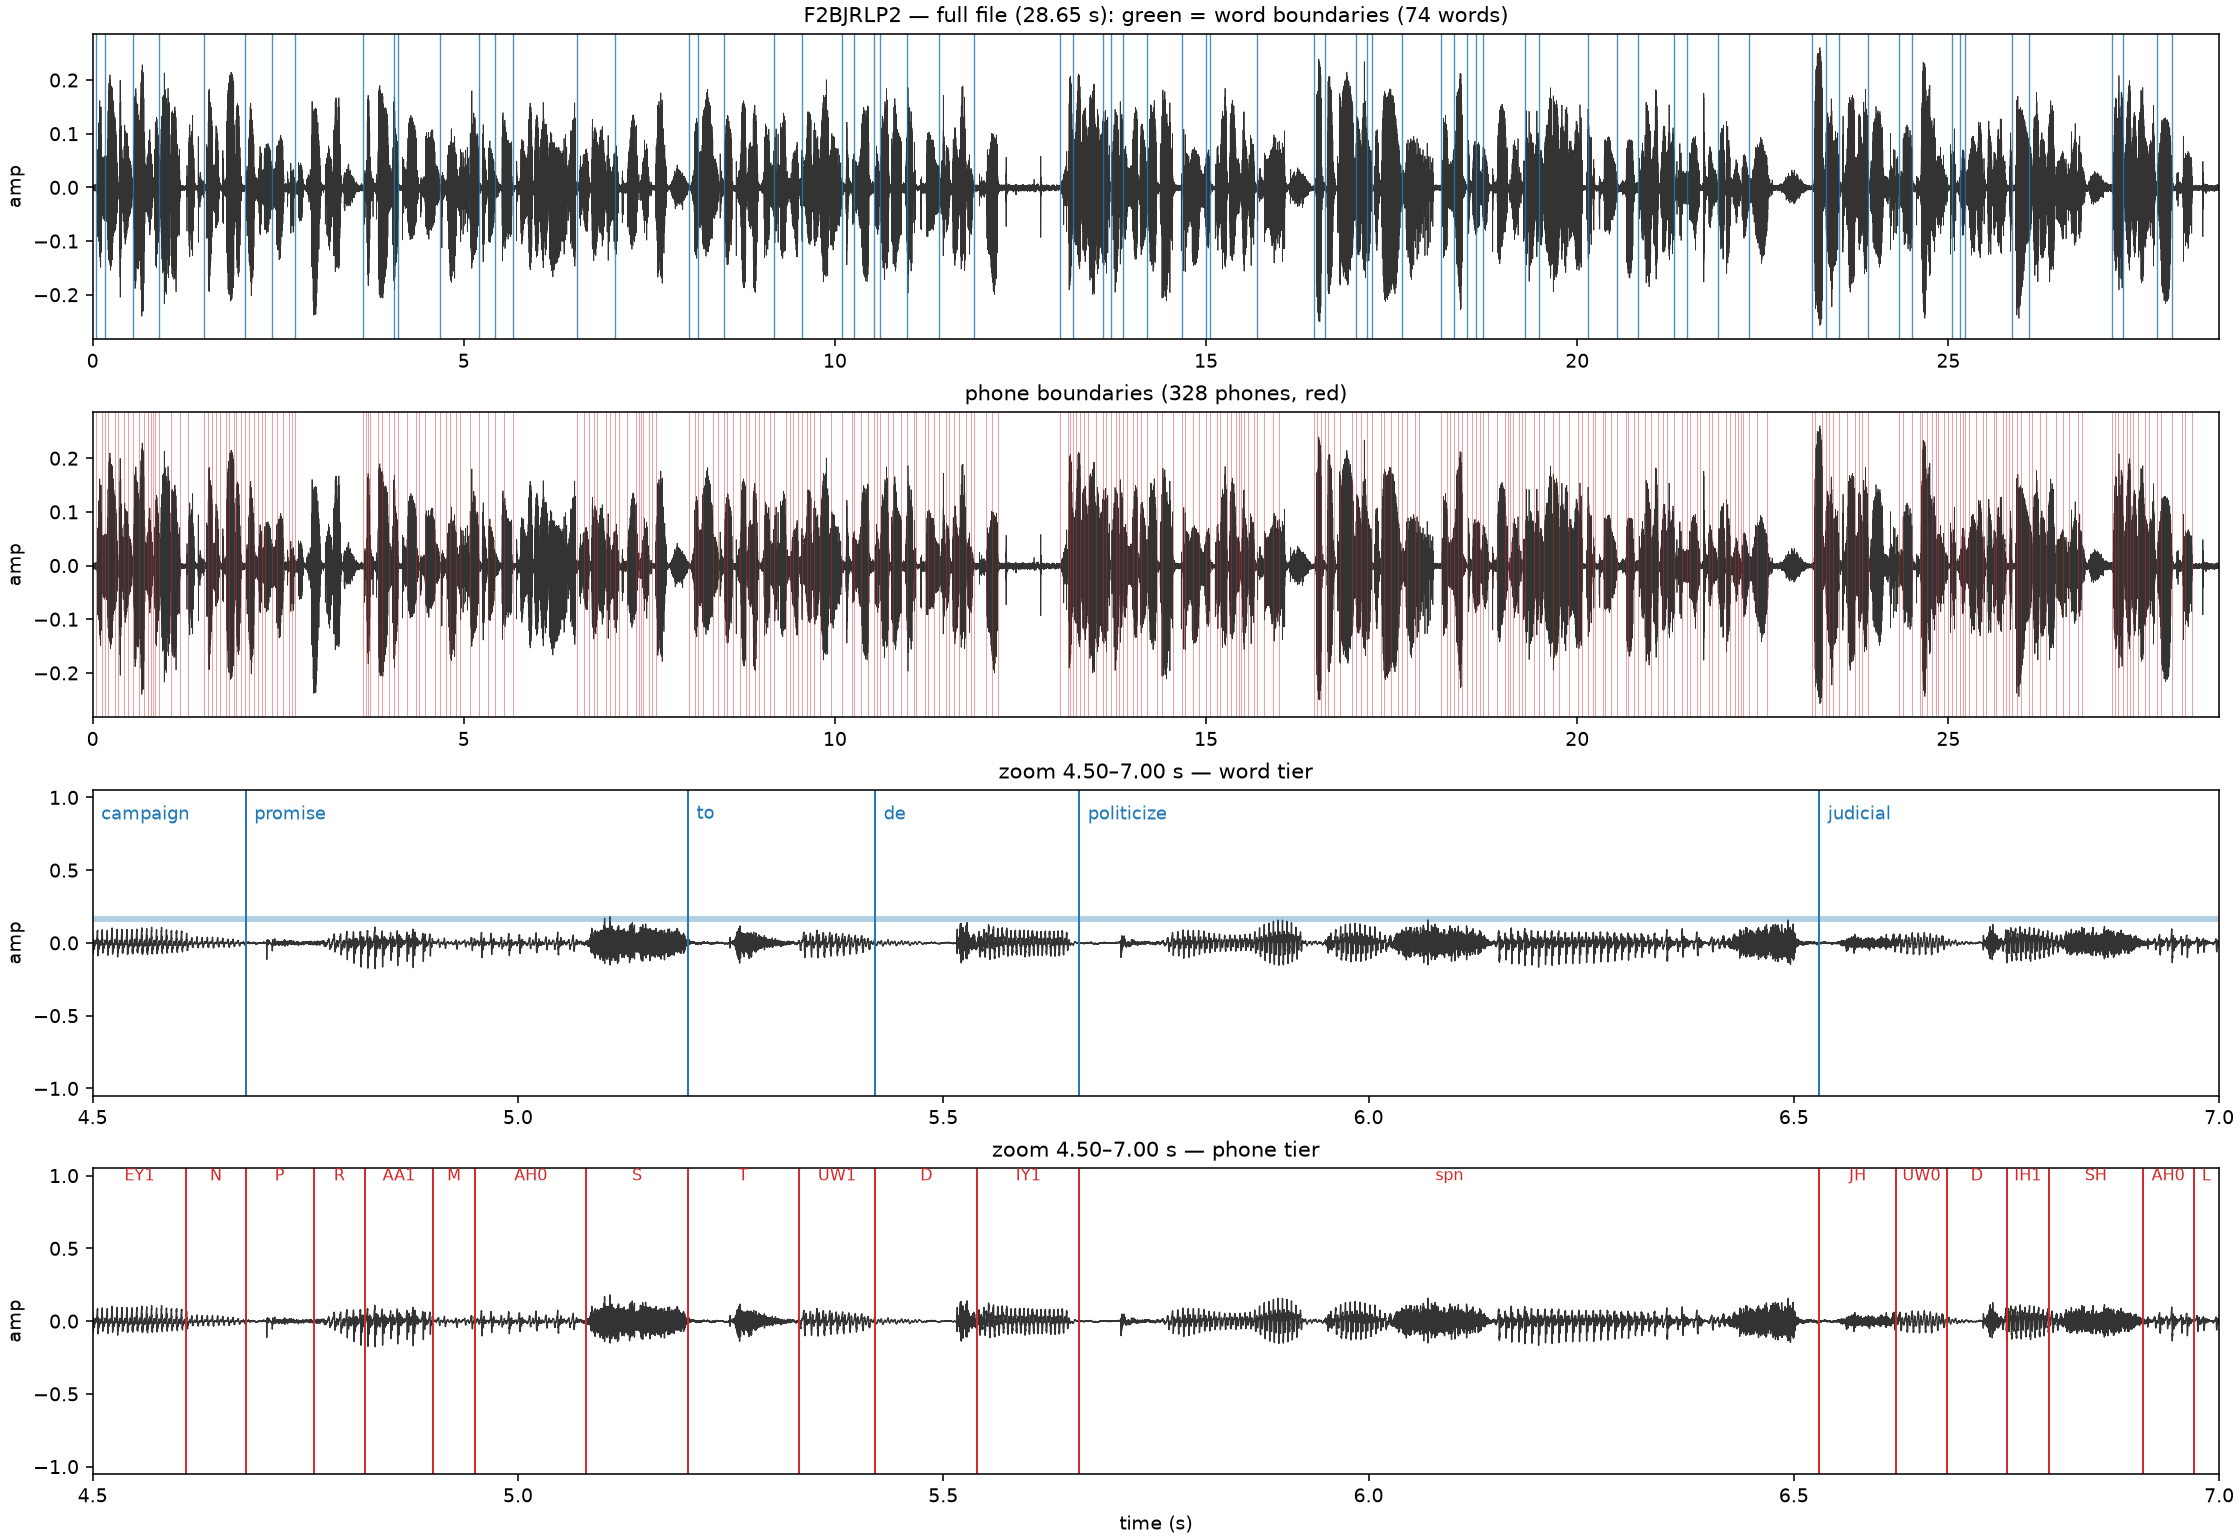 F2BJRLP2 — full file (28.65 s): green = word boundaries (74 words)
0.2
0.1
0.0
−0.1
−0.2
amp
0 5 10 15 20 25
phone boundaries (328 phones, red)
0.2
0.1
0.0
−0.1
−0.2
amp
0 5 10 15 20 25
zoom 4.50–7.00 s — word tier
campaign promise to de politicize judicial
1.0
0.5
0.0
−0.5
−1.0
amp
4.5 5.0 5.5 6.0 6.5 7.0
zoom 4.50–7.00 s — phone tier
EY1 N P R AA1 M AH0 S T UW1 D IY1 spn JH UW0 D IH1 SH AH0 L
1.0
0.5
0.0
−0.5
−1.0
amp
4.5 5.0 5.5 6.0 6.5 7.0
time (s)